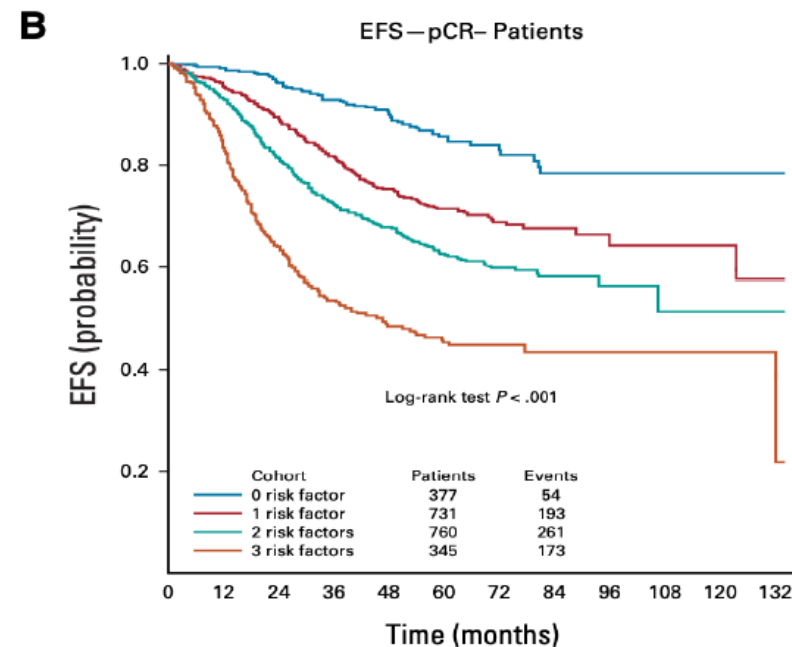 B
EFS—pCR– Patients
1.0
0.8
0.6
0.4
0.2
EFS (probability)
Log-rank test P < .001
Cohort Patients Events
0 risk factor 377 54
1 risk factor 731 193
2 risk factors 760 261
3 risk factors 345 173
0 12 24 36 48 60 72 84 96 108 120 132
Time (months)